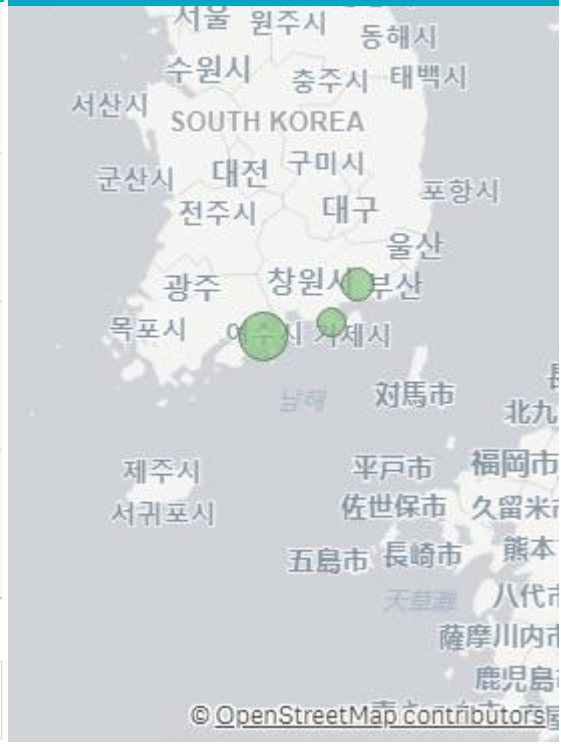 서울 원주시
동해시
수원시 충주시 태백시
서산시
SOUTH KOREA
군산시 대전 구미시
포항시
전주시 대구
울산
광주 창원시 부산
목포시 여수시 거제시
남해 対馬市
北九
제주시 平戸市 福岡市
서귀포시 佐世保市 久留米市
五島市 長崎市 熊本
天草灘 八代市
薩摩川内市
鹿児島
© OpenStreetMap contributors